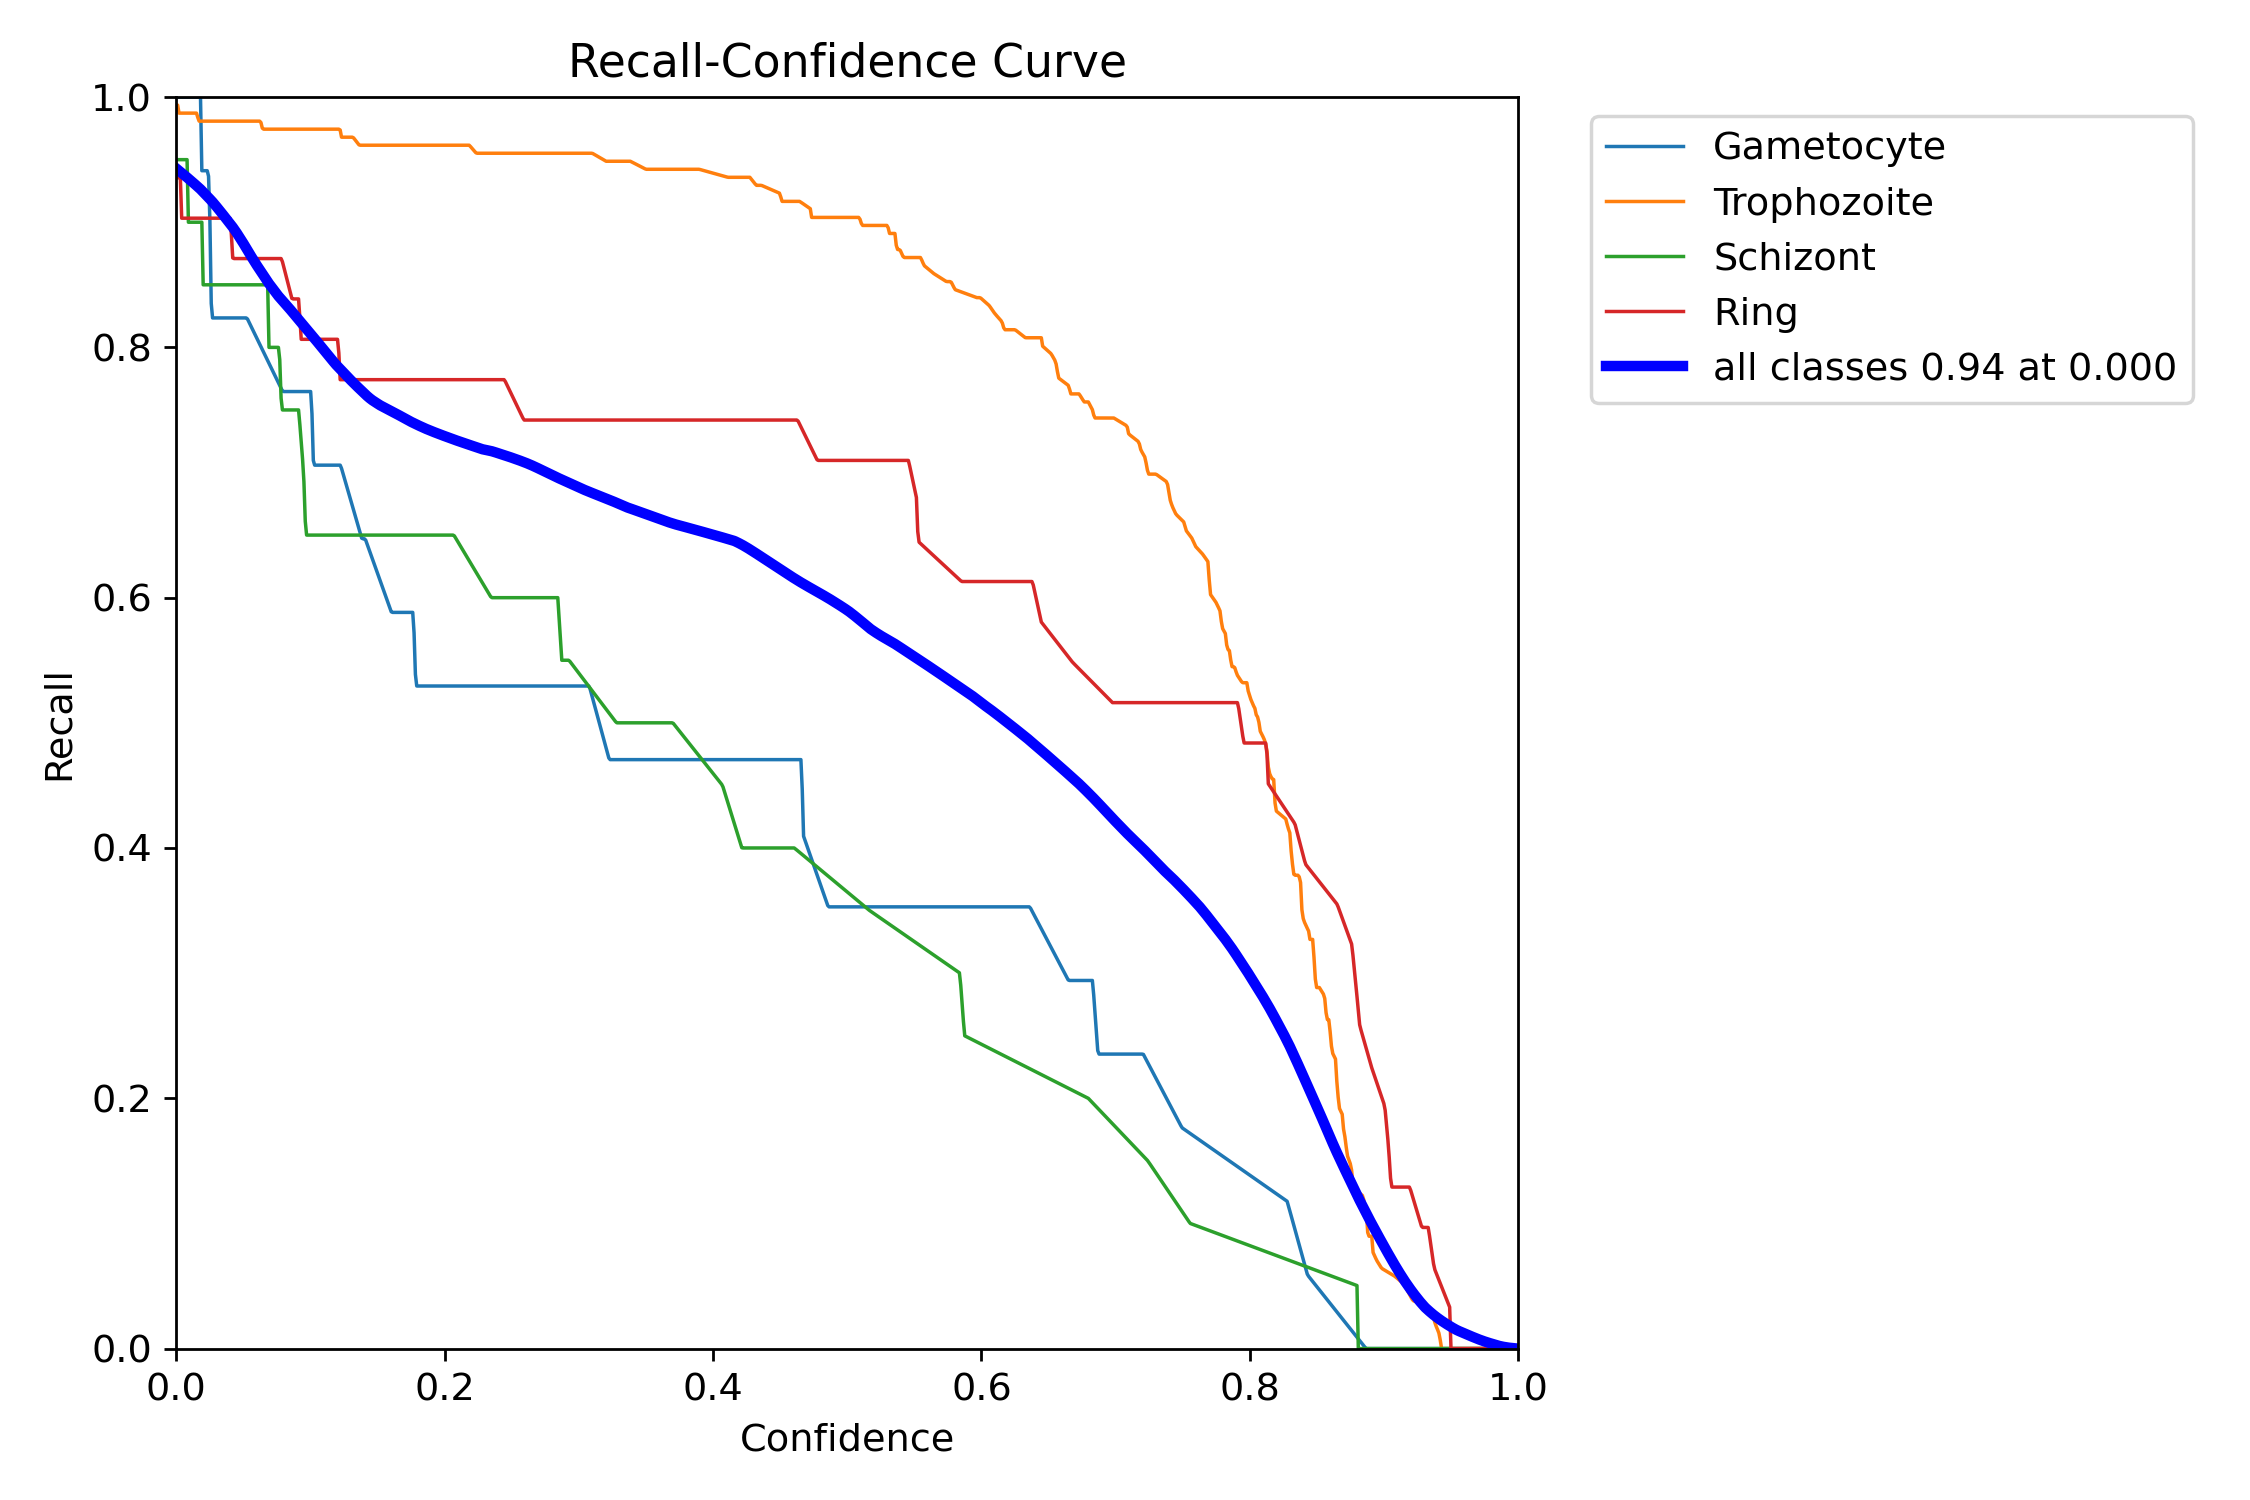 Recall-Confidence Curve
1.0
0.8
0.6
0.4
0.2
0.0
Recall
0.0 0.2 0.4 0.6 0.8 1.0
Confidence
Gametocyte
Trophozoite
Schizont
Ring
all classes 0.94 at 0.000